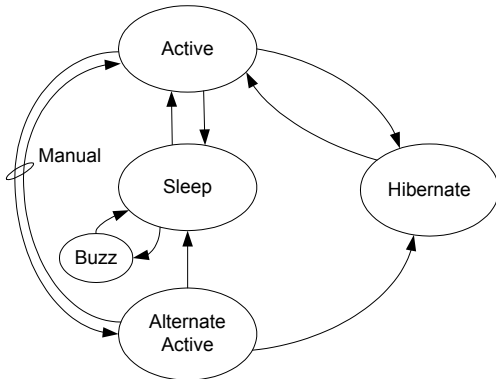 Active
Manual
Sleep
Hibernate
Buzz
Alternate
Active